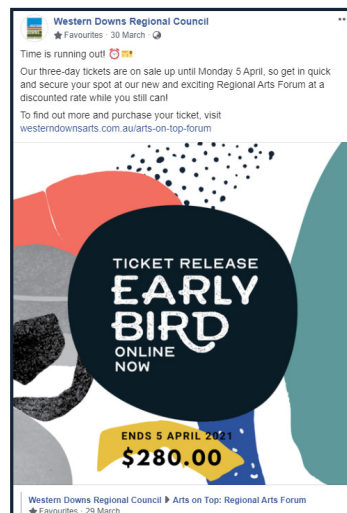 Western Downs Regional Council
Favourites · 30 March ·
Time is running out!
Our three-day tickets are on sale up until Monday 5 April, so get in quick
and secure your spot at our new and exciting Regional Arts Forum at a
discounted rate while you still can!
To find out more and purchase your ticket, visit
westerndownsarts.com.au/arts-on-top-forum
TICKET RELEASE
EARLY
BIRD
ONLINE
NOW
ENDS 5 APRIL 2021
$280.00
Western Downs Regional Council ▸ Arts on Top: Regional Arts Forum
Favourites · 29 March